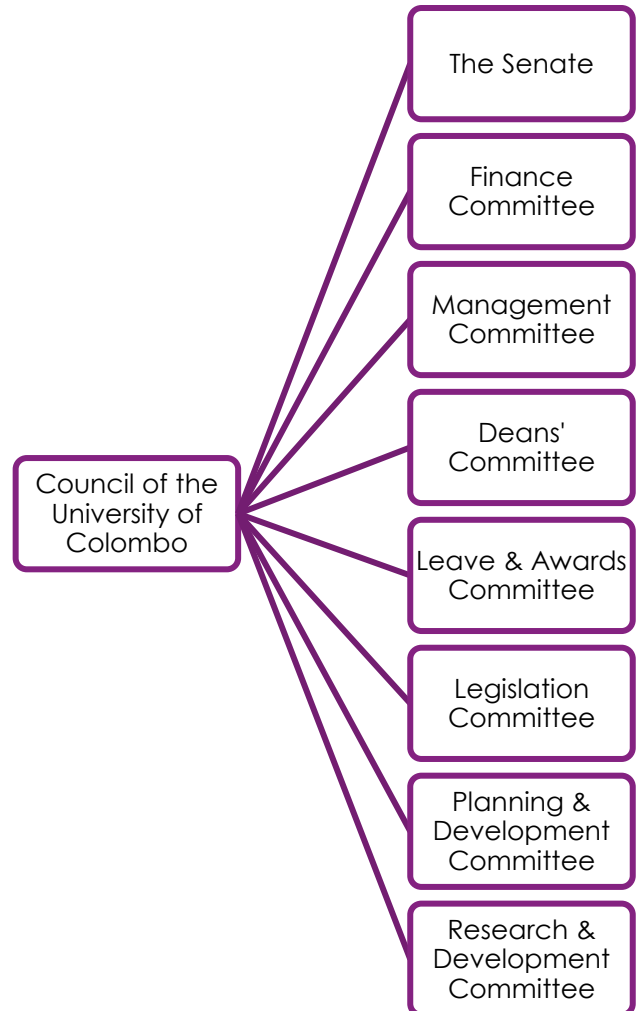 The Senate
Finance
Committee
Management
Committee
Deans'
Committee
Council of the
University of
Colombo
Leave & Awards
Committee
Legislation
Committee
Planning &
Development
Committee
Research &
Development
Committee